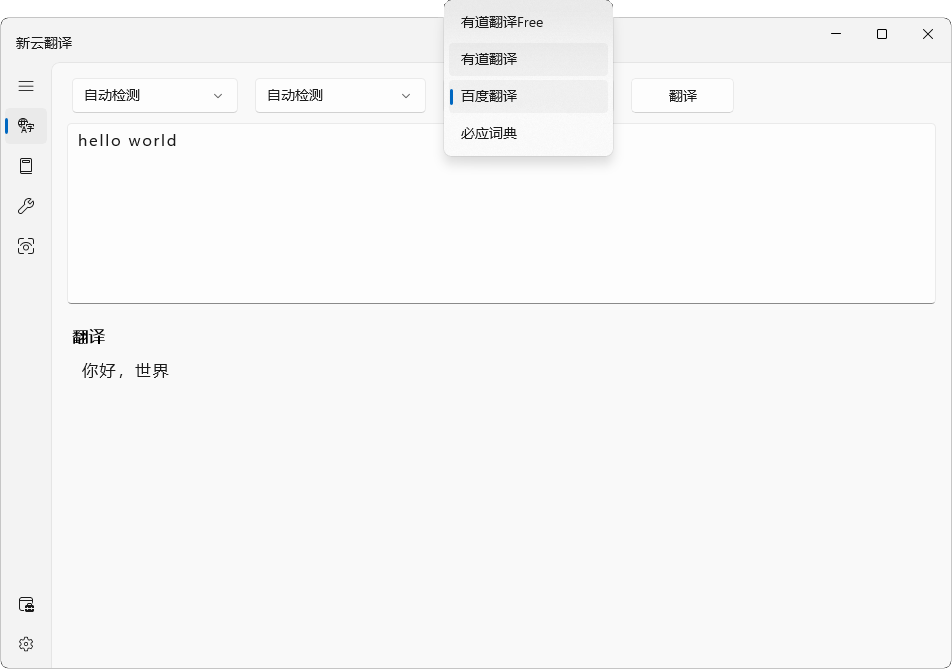 新云翻译
有道翻译Free
有道翻译
百度翻译
必应词典
自动检测
自动检测
翻译
hello world
翻译
你好，世界